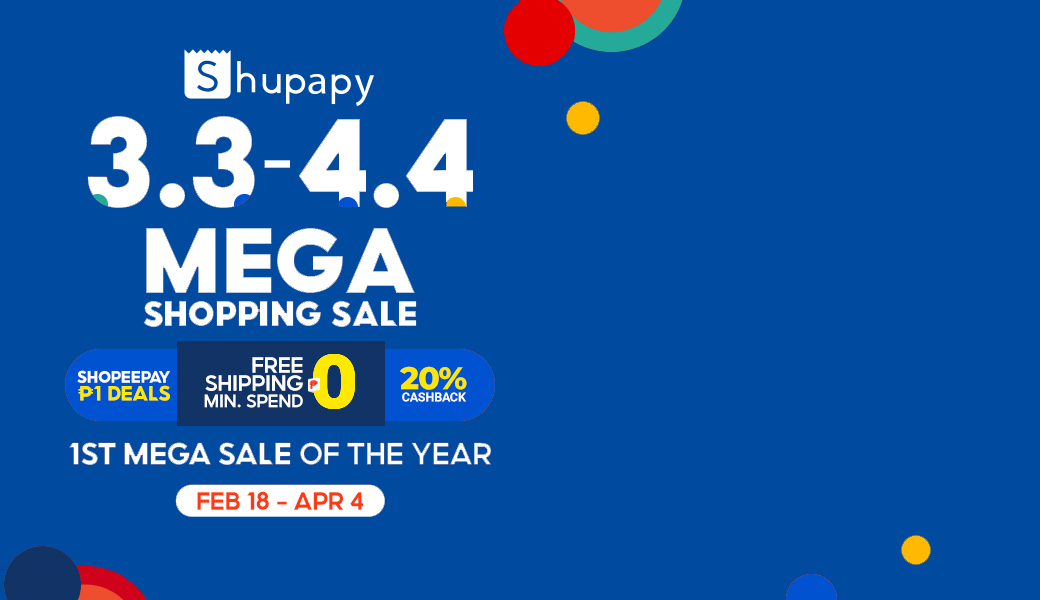 Shupapy
3.3-4.4
MEGA
SHOPPING SALE
SHOPEEPAY
₱1 DEALS
FREE
SHIPPING
MIN. SPEND
₱0
20%
CASHBACK
1ST MEGA SALE OF THE YEAR
FEB 18 - APR 4